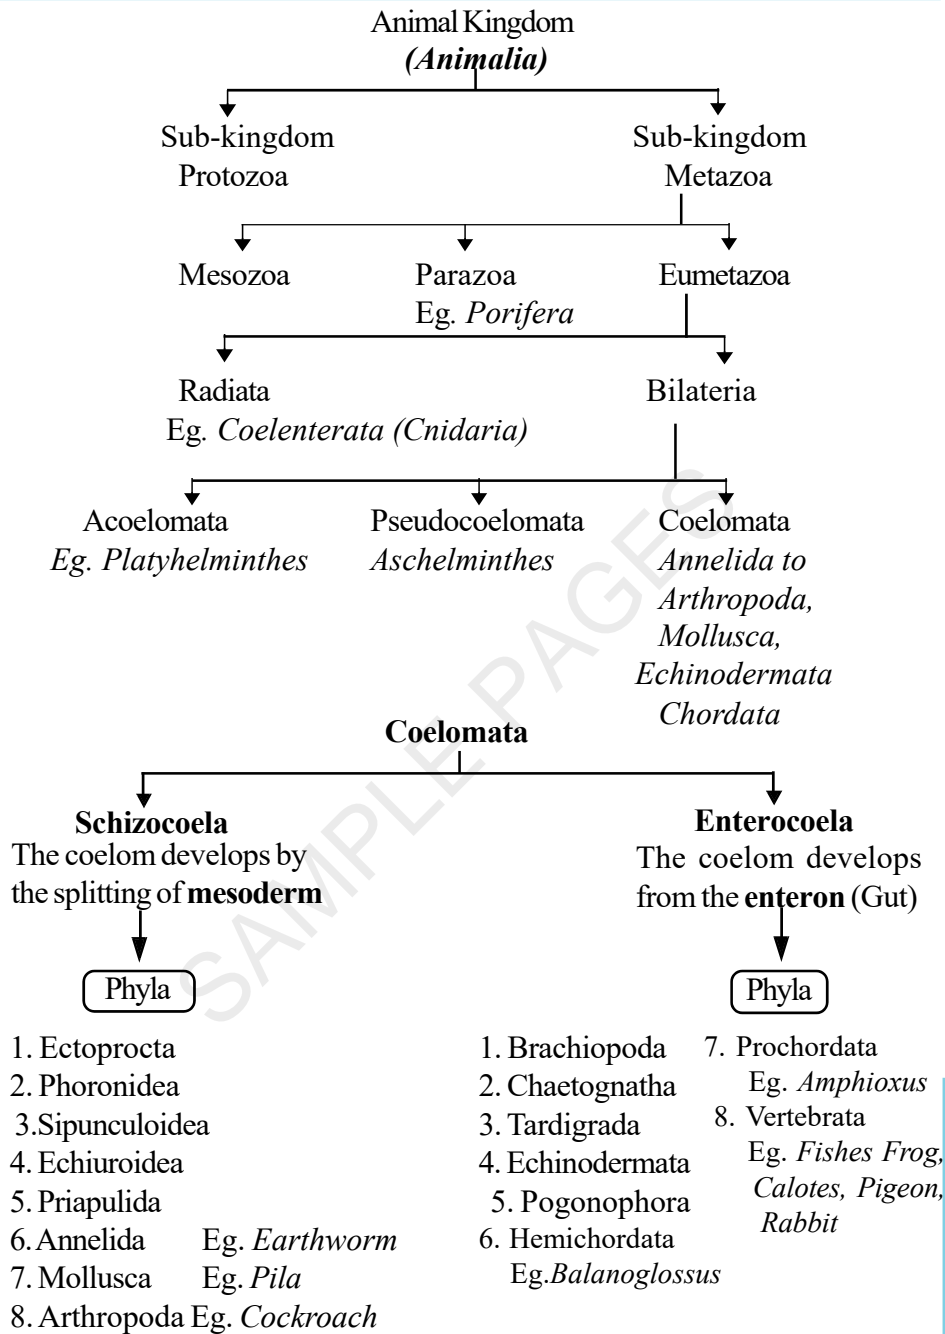 Animal Kingdom
(Animalia)
Sub-kingdom Sub-kingdom
Protozoa Metazoa
Mesozoa Parazoa Eumetazoa
Eg. Porifera
Radiata Bilateria
Eg. Coelenterata (Cnidaria)
Acoelomata Pseudocoelomata Coelomata
Eg. Platyhelminthes Aschelminthes Annelida to
Arthropoda,
Mollusca,
Echinodermata
Chordata
Coelomata
Schizocoela
The coelom develops by
the splitting of mesoderm
Enterocoela
The coelom develops
from the enteron (Gut)
Phyla
1. Ectoprocta
2. Phoronidea
3.Sipunculoidea
4. Echiuroidea
5. Priapulida
6. Annelida Eg. Earthworm
7. Mollusca Eg. Pila
8. Arthropoda Eg. Cockroach
Phyla
1. Brachiopoda
2. Chaetognatha
3. Tardigrada
4. Echinodermata
5. Pogonophora
6. Hemichordata
Eg.Balanoglossus
7. Prochordata
Eg. Amphioxus
8. Vertebrata
Eg. Fishes Frog,
Calotes, Pigeon,
Rabbit
SAMPLE PAGES